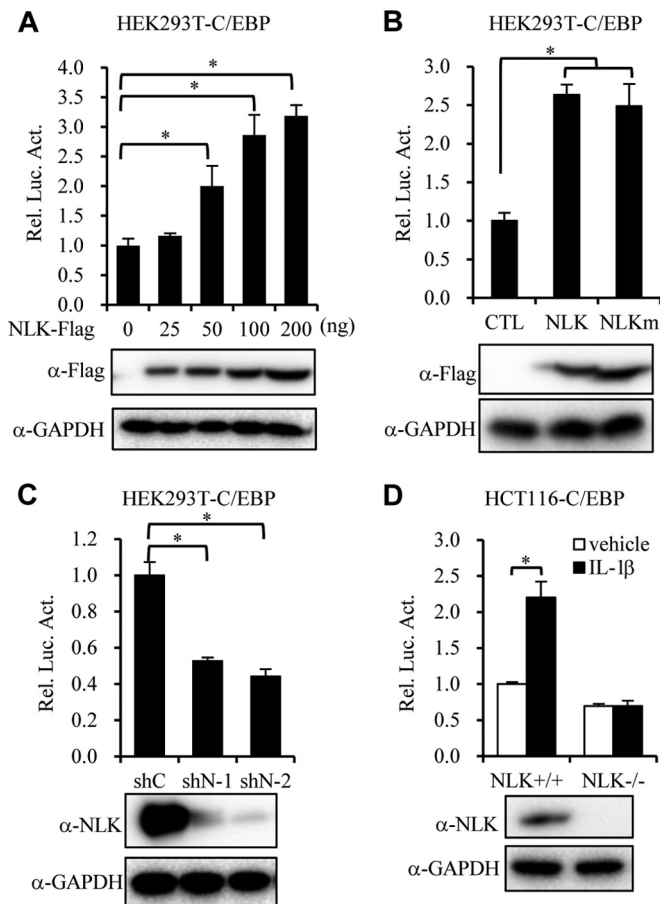 A
HEK293T-C/EBP
Rel. Luc. Act.
4.0
3.5
3.0
2.5
2.0
1.5
1.0
0.5
0.0
* 
*
*
NLK-Flag 0 25 50 100 200 (ng)
α-Flag
α-GAPDH
B
HEK293T-C/EBP
Rel. Luc. Act.
3.0
2.5
2.0
1.5
1.0
0.5
0.0
*
CTL NLK NLKm
α-Flag
α-GAPDH
C
HEK293T-C/EBP
Rel. Luc. Act.
1.2
1.0
0.8
0.6
0.4
0.2
0.0
*
*
shC shN-1 shN-2
α-NLK
α-GAPDH
D
HCT116-C/EBP
Rel. Luc. Act.
3.0
2.5
2.0
1.5
1.0
0.5
0.0
vehicle
IL-1β
*
NLK+/+ NLK-/-
α-NLK
α-GAPDH